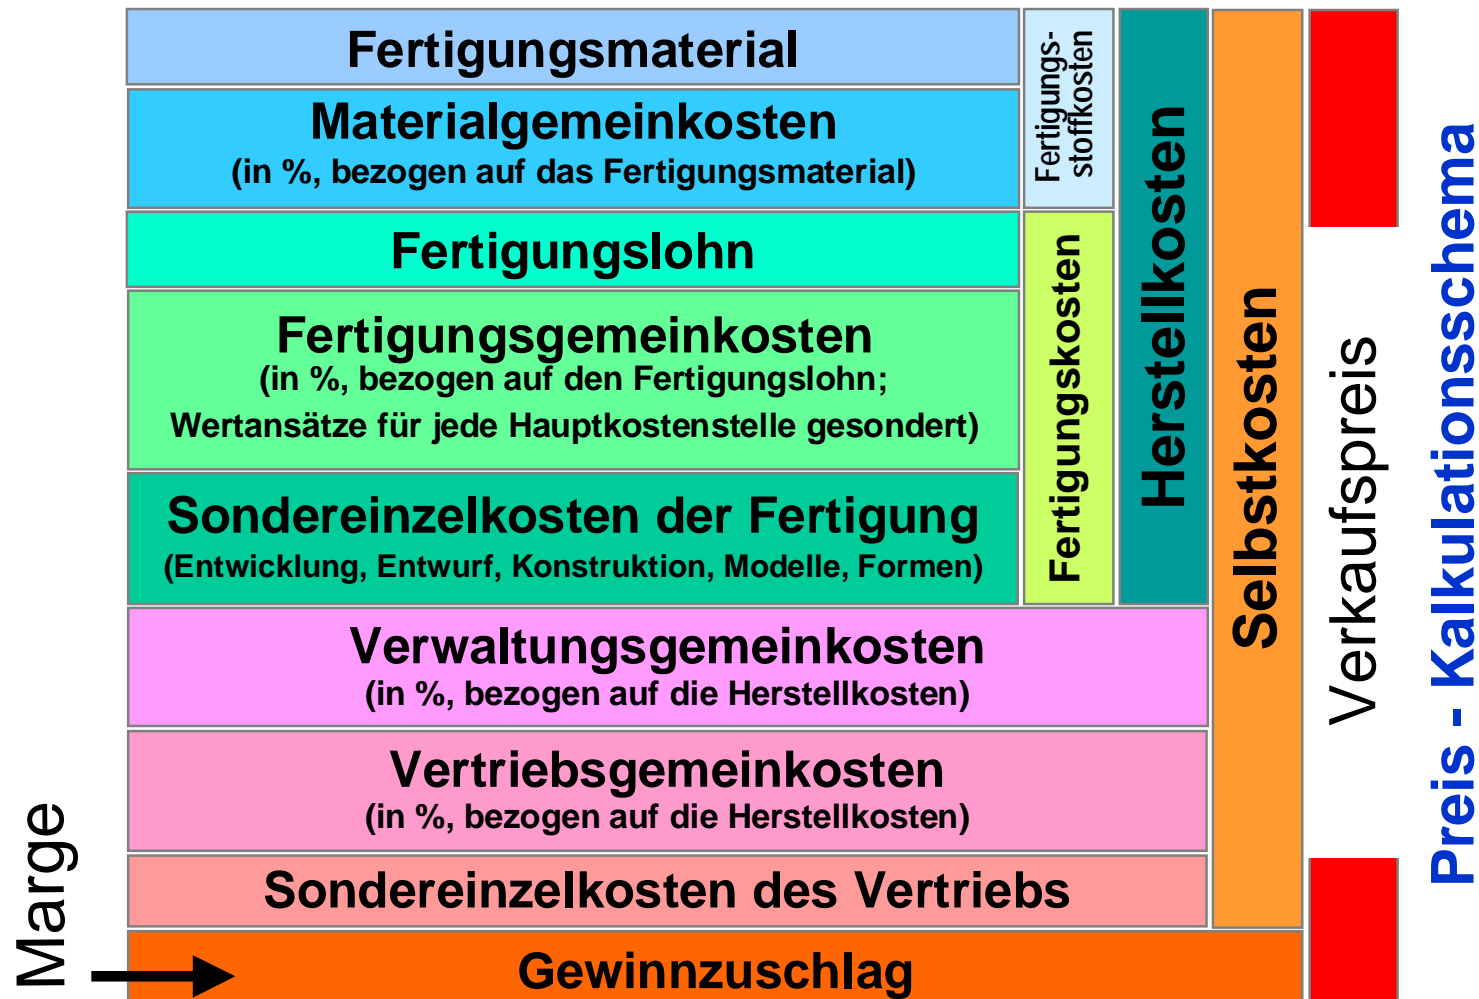 Fertigungsmaterial
Materialgemeinkosten
(in %, bezogen auf das Fertigungsmaterial)
Fertigungslohn
Fertigungsgemeinkosten
(in %, bezogen auf den Fertigungslohn;
Wertansätze für jede Hauptkostenstelle gesondert)
Sondereinzelkosten der Fertigung
(Entwicklung, Entwurf, Konstruktion, Modelle, Formen)
Verwaltungsgemeinkosten
(in %, bezogen auf die Herstellkosten)
Vertriebsgemeinkosten
(in %, bezogen auf die Herstellkosten)
Sondereinzelkosten des Vertriebs
Gewinnzuschlag
Marge
Fertigungs-
stoffkosten
Fertigungskosten
Herstellkosten
Selbstkosten
Verkaufspreis
Preis - Kalkulationsschema